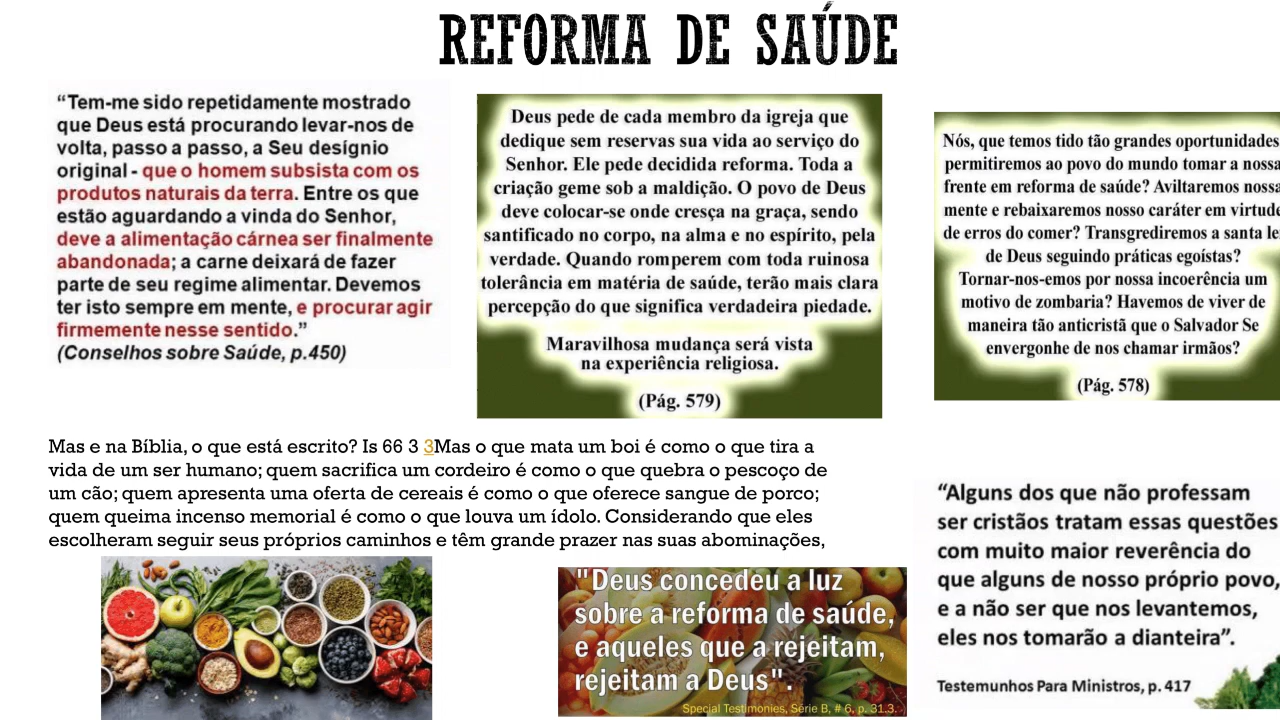 REFORMA DE SAÚDE
“Tem-me sido repetidamente mostrado
que Deus está procurando levar-nos de
volta, passo a passo, a Seu desígnio
original - que o homem subsista com os
produtos naturais da terra. Entre os que
estão aguardando a vinda do Senhor,
deve a alimentação cárnea ser finalmente
abandonada; a carne deixará de fazer
parte de seu regime alimentar. Devemos
ter isto sempre em mente, e procurar agir
firmemente nesse sentido.”
(Conselhos sobre Saúde, p.450)
Deus pede de cada membro da igreja que
dedique sem reservas sua vida ao serviço do
Senhor. Ele pede decidida reforma. Toda a
criação geme sob a maldição. O povo de Deus
deve colocar-se onde cresça na graça, sendo
santificado no corpo, na alma e no espírito, pela
verdade. Quando romperem com toda ruinosa
tolerância em matéria de saúde, terão mais clara
percepção do que significa verdadeira piedade.
Maravilhosa mudança será vista
na experiência religiosa.
(Pág. 579)
Nós, que temos tido tão grandes oportunidades
permitiremos ao povo do mundo tomar a nossa
frente em reforma de saúde? Aviltaremos nossa
mente e rebaixaremos nosso caráter em virtude
de erros do comer? Transgrediremos a santa lei
de Deus seguindo práticas egoístas?
Tornar-nos-emos por nossa incoerência um
motivo de zombaria? Havemos de viver de
maneira tão anticristã que o Salvador Se
envergonhe de nos chamar irmãos?
(Pág. 578)
Mas e na Bíblia, o que está escrito? Is 66 3 3Mas o que mata um boi é como o que tira a
vida de um ser humano; quem sacrifica um cordeiro é como o que quebra o pescoço de
um cão; quem apresenta uma oferta de cereais é como o que oferece sangue de porco;
quem queima incenso memorial é como o que louva um ídolo. Considerando que eles
escolheram seguir seus próprios caminhos e têm grande prazer nas suas abominações,
"Deus concedeu a luz
sobre a reforma de saúde,
e aqueles que a rejeitam,
rejeitam a Deus".
Special Testimonies, Série B, # 6, p. 31.3.
“Alguns dos que não professam
ser cristãos tratam essas questões
com muito maior reverência do
que alguns de nosso próprio povo,
e a não ser que nos levantemos,
eles nos tomarão a dianteira”.
Testemunhos Para Ministros, p. 417